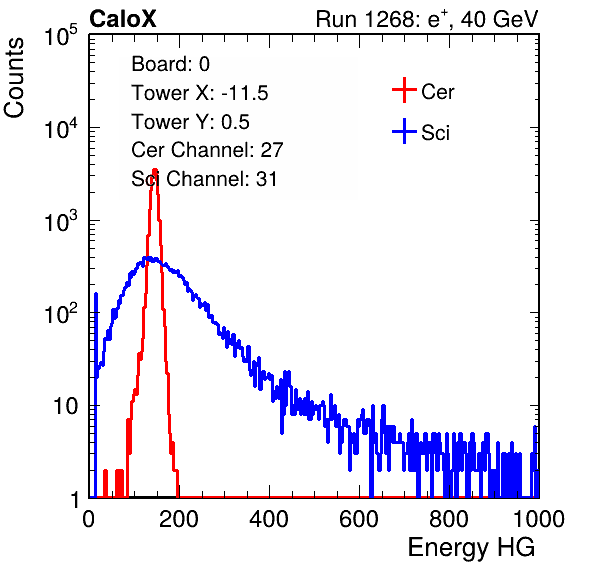 CaloX Run 1268: e⁺, 40 GeV
Counts
Board: 0
Tower X: -11.5
Tower Y: 0.5
Cer Channel: 27
Sci Channel: 31
Cer
Sci
10⁵
10⁴
10³
10²
10
1
0 200 400 600 800 1000
Energy HG